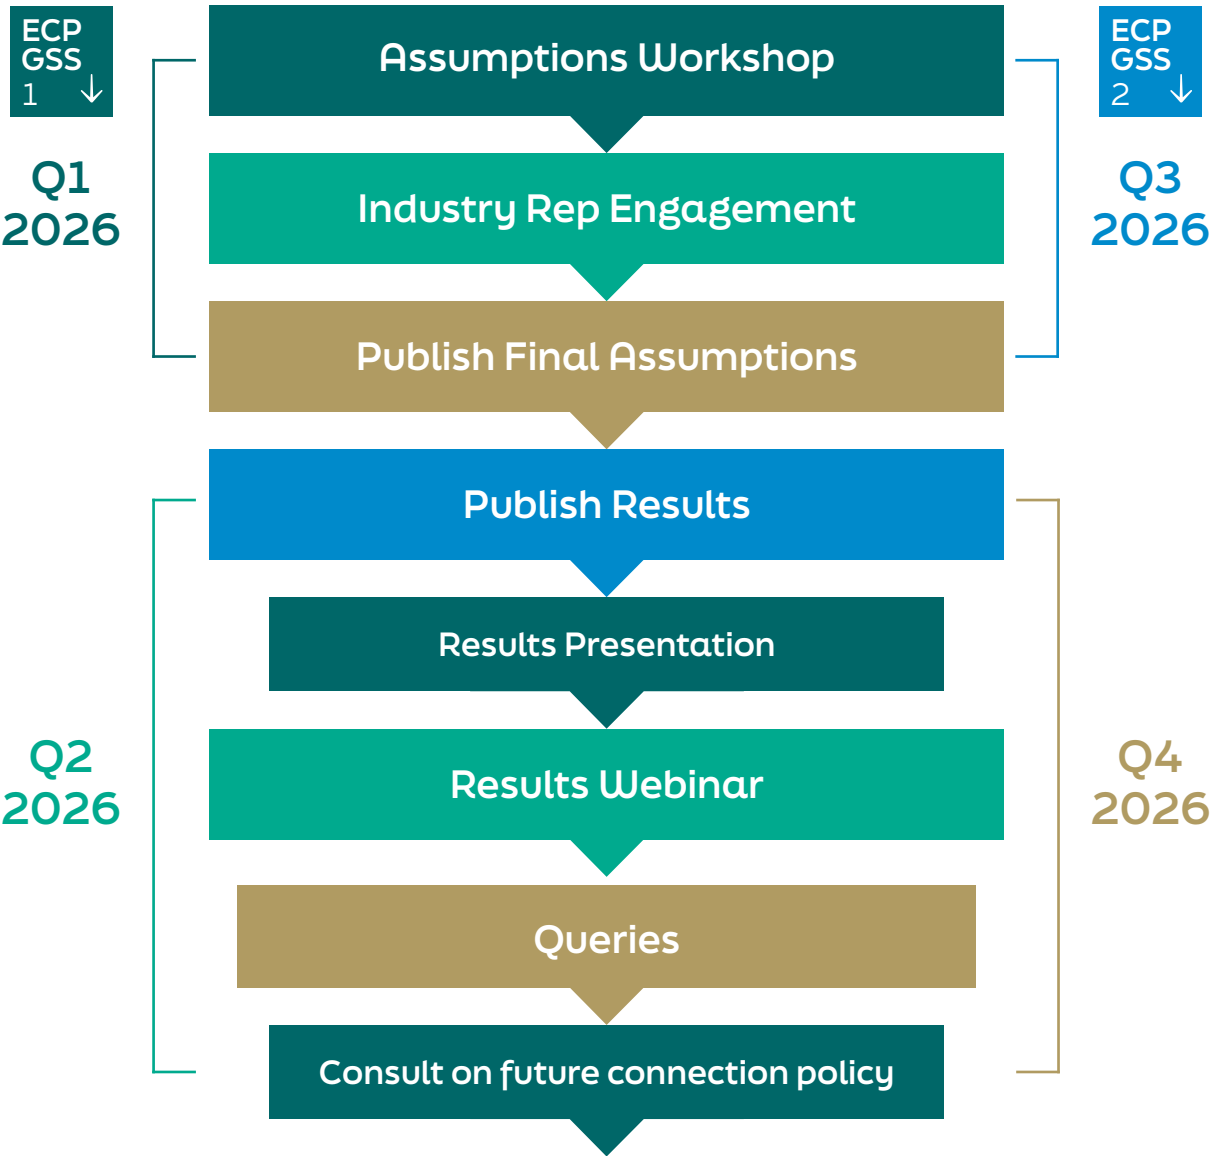 ECP
GSS
1
Q1
2026
Assumptions Workshop
Industry Rep Engagement
Publish Final Assumptions
ECP
GSS
2
Q3
2026
Q2
2026
Publish Results
Results Presentation
Results Webinar
Queries
Consult on future connection policy
Q4
2026